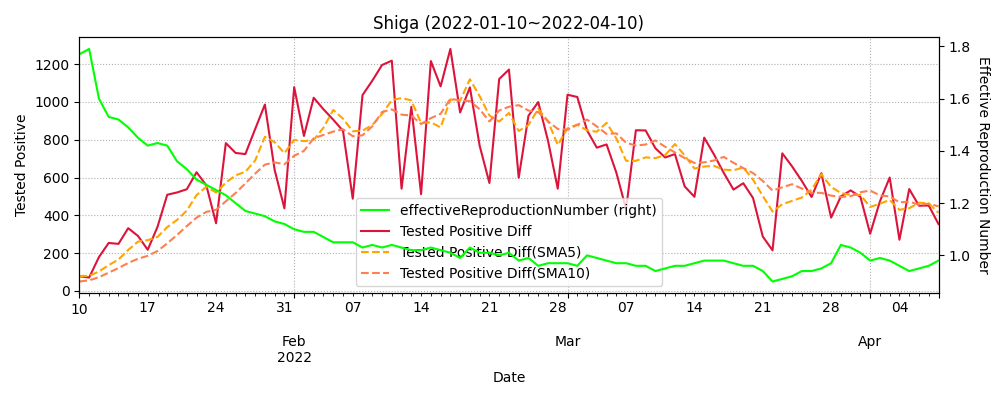 Shiga (2022-01-10~2022-04-10)
1200
1000
800
600
400
200
0
Tested Positive
1.8
1.6
1.4
1.2
1.0
Effective Reproduction Number
effectiveReproductionNumber (right)
Tested Positive Diff
Tested Positive Diff(SMA5)
Tested Positive Diff(SMA10)
10 17 24 31 07 14 21 28 07 14 21 28 04
Feb Mar Apr
2022
Date